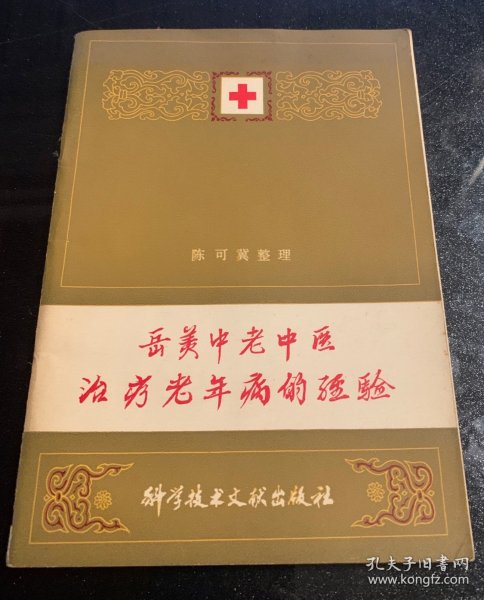 陈可冀整理
岳美中老中医
治疗老年病的经验
科学技术文献出版社
孔夫子旧书网
www.kongfz.com